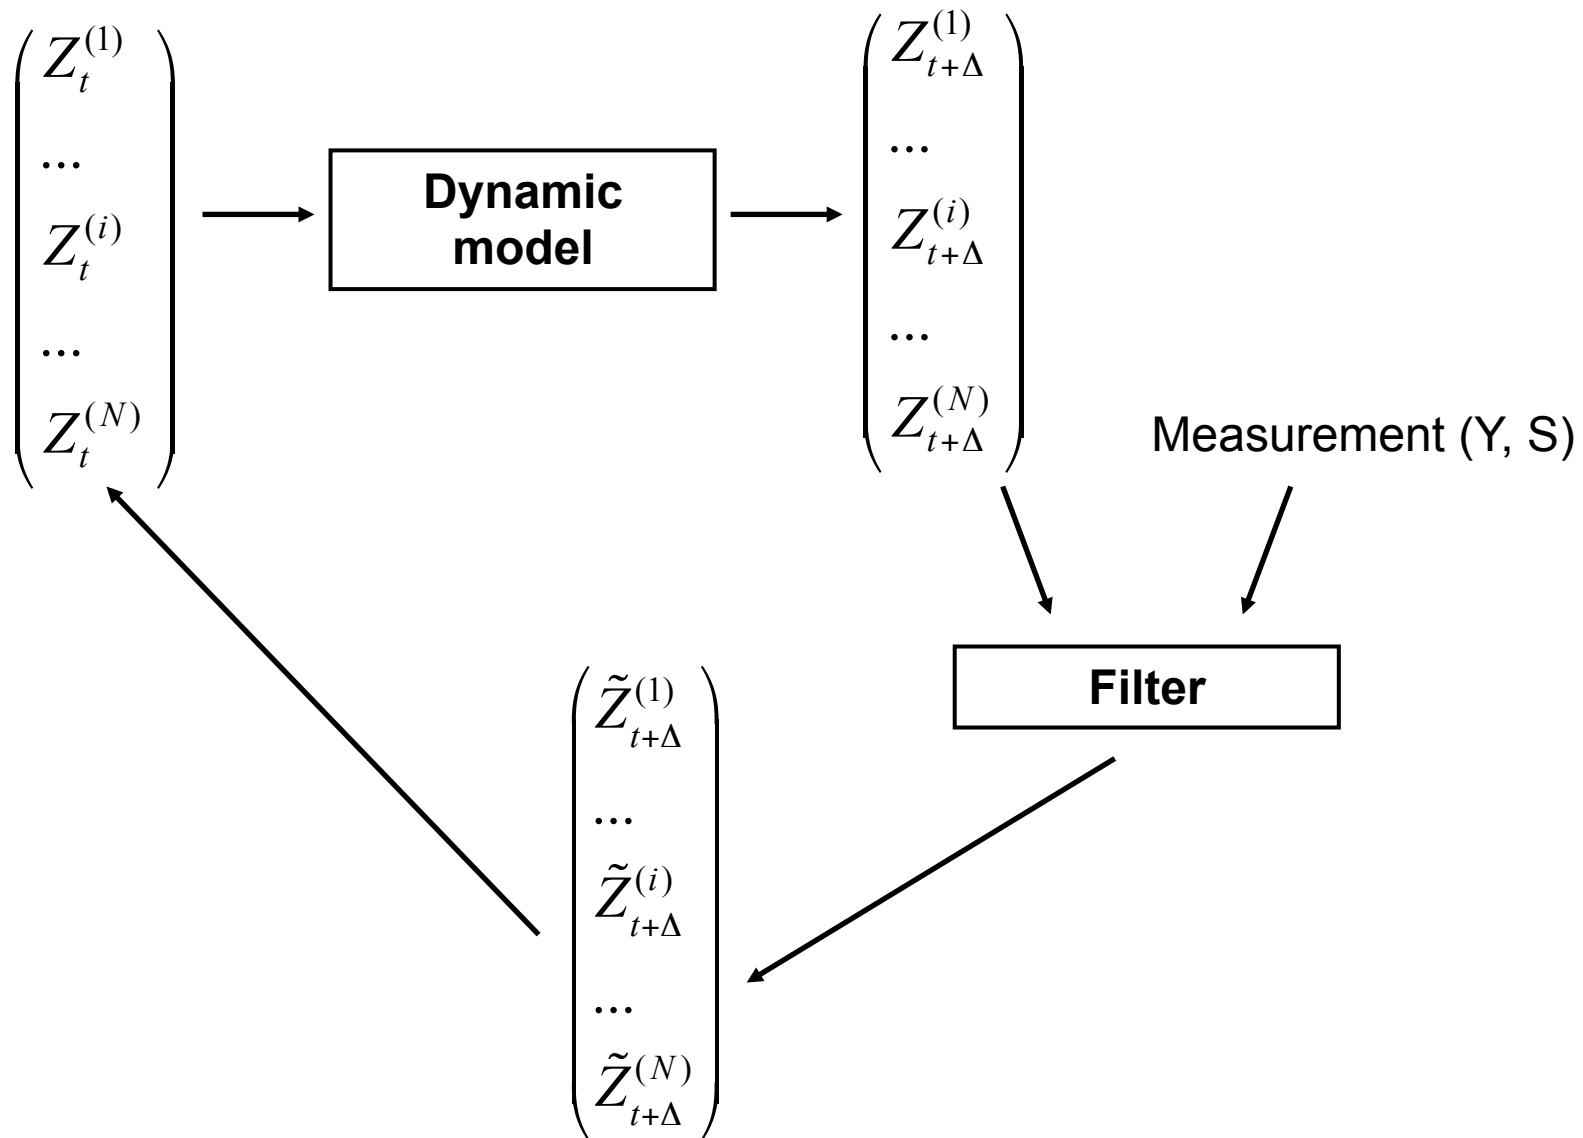 Z_t^{(1)}
...
Z_t^{(i)}
...
Z_t^{(N)}
Dynamic
model
Z_{t+Δ}^{(1)}
...
Z_{t+Δ}^{(i)}
...
Z_{t+Δ}^{(N)}
Measurement (Y, S)
Filter
Z̃_{t+Δ}^{(1)}
...
Z̃_{t+Δ}^{(i)}
...
Z̃_{t+Δ}^{(N)}